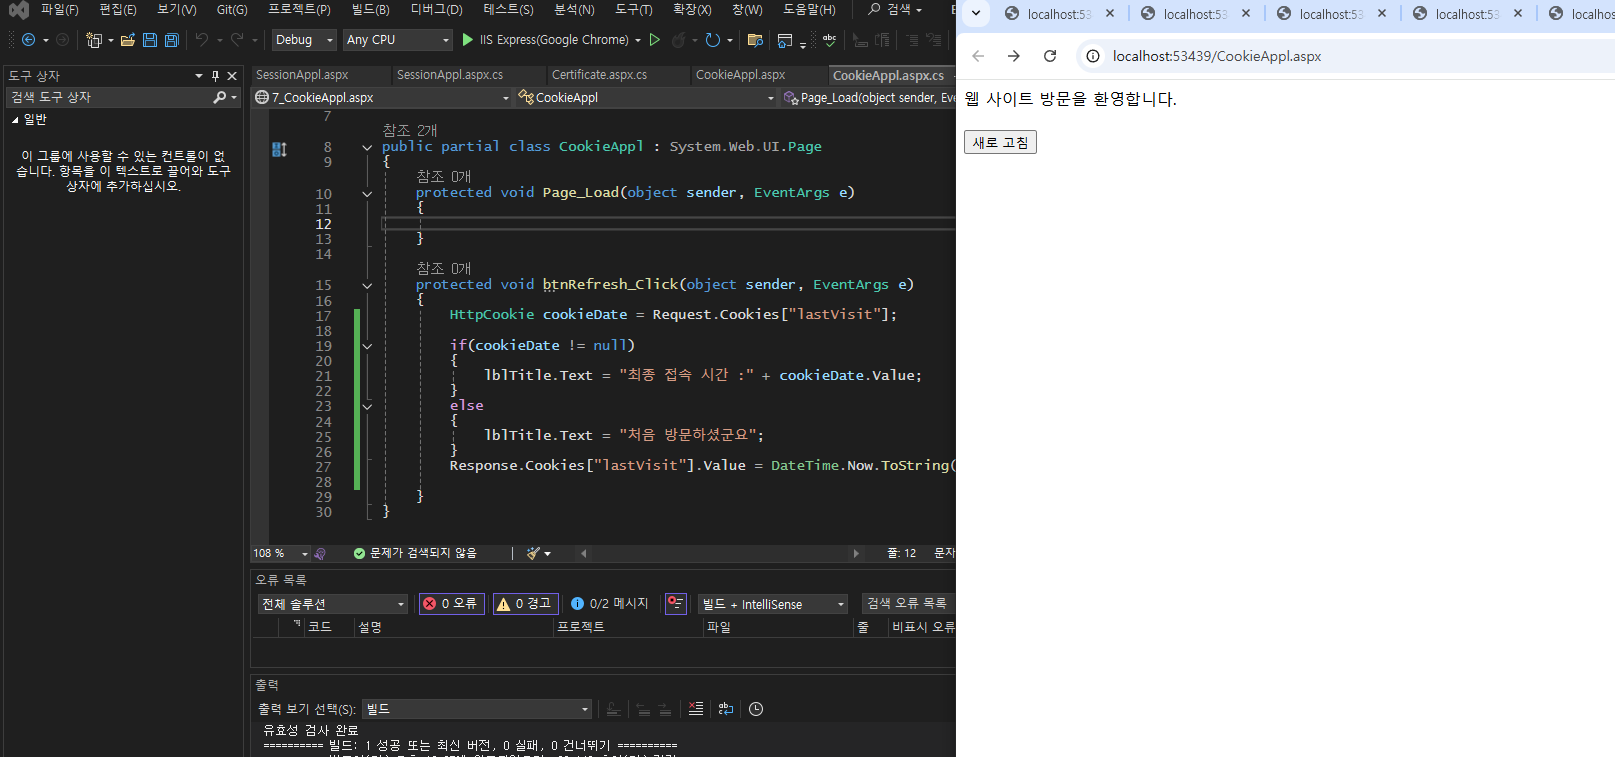 파일(F) 편집(E) 보기(V) Git(G) 프로젝트(P) 빌드(B) 디버그(D) 테스트(S) 분석(N) 도구(T) 확장(X) 창(W) 도움말(H) 검색
Debug Any CPU IIS Express(Google Chrome)
도구 상자
검색 도구 상자
일반
이 그룹에 사용할 수 있는 컨트롤이 없
습니다. 항목을 이 텍스트로 끌어와 도구
상자에 추가하십시오.
SessionAppl.aspx SessionAppl.aspx.cs Certificate.aspx.cs CookieAppl.aspx CookieAppl.aspx.cs
7_CookieAppl.aspx CookieAppl Page_Load(object sender, Eve
7
참조 2개
8 public partial class CookieAppl : System.Web.UI.Page
9 {
참조 0개
10 protected void Page_Load(object sender, EventArgs e)
11 {
12
13 }
14
참조 0개
15 protected void btnRefresh_Click(object sender, EventArgs e)
16 {
17 HttpCookie cookieDate = Request.Cookies["lastVisit"];
18
19 if(cookieDate != null)
20 {
21 lblTitle.Text = "최종 접속 시간 :" + cookieDate.Value;
22 }
23 else
24 {
25 lblTitle.Text = "처음 방문하셨군요";
26 }
27 Response.Cookies["lastVisit"].Value = DateTime.Now.ToString(
28
29 }
30 }
108 % 문제가 검색되지 않음 줄: 12 문자
오류 목록
전체 솔루션 0 오류 0 경고 0/2 메시지 빌드 + IntelliSense 검색 오류 목록
코드 설명 프로젝트 파일 줄 비표시 오류
출력
출력 보기 선택(S): 빌드
유효성 검사 완료
========== 빌드: 1 성공 또는 최신 버전, 0 실패, 0 건너뛰기 ==========
localhost:53 localhost:53 localhost:53 localhost:53 localhos
localhost:53439/CookieAppl.aspx
웹 사이트 방문을 환영합니다.
새로 고침